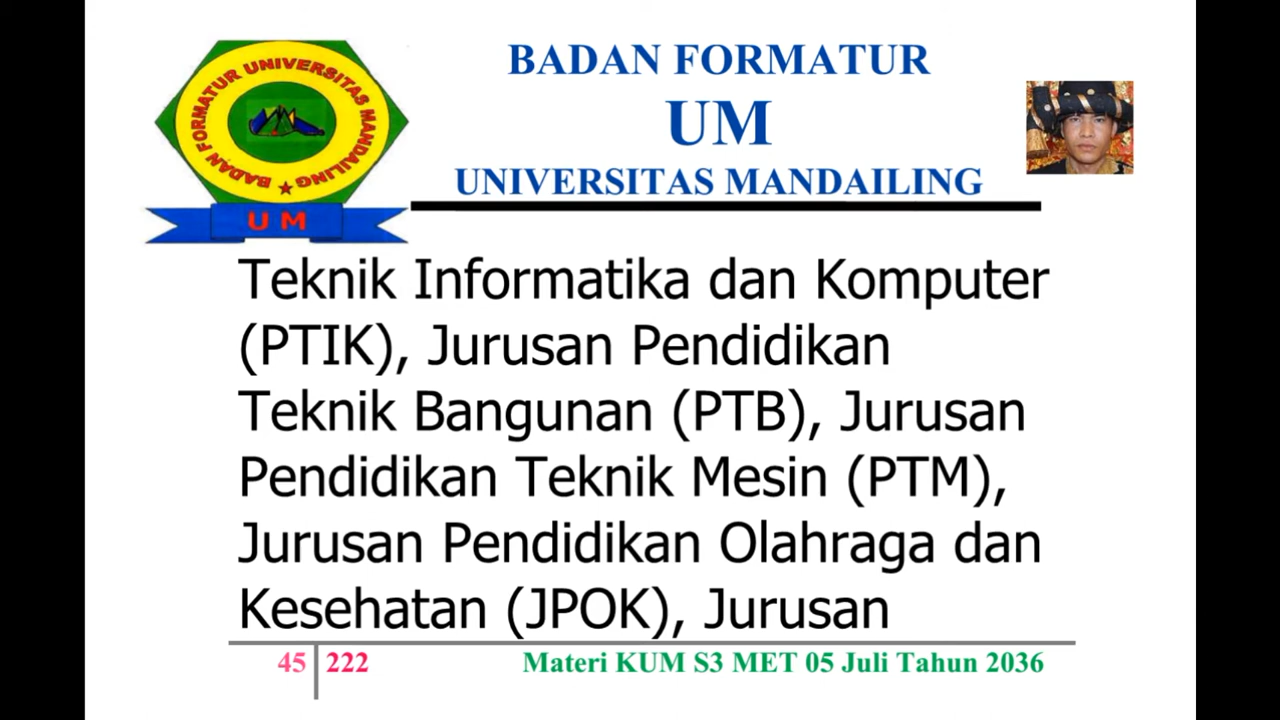 BADAN FORMATUR UNIVERSITAS MANDAILING
U M
BADAN FORMATUR
UM
UNIVERSITAS MANDAILING
Teknik Informatika dan Komputer
(PTIK), Jurusan Pendidikan
Teknik Bangunan (PTB), Jurusan
Pendidikan Teknik Mesin (PTM),
Jurusan Pendidikan Olahraga dan
Kesehatan (JPOK), Jurusan
45 222
Materi KUM S3 MET 05 Juli Tahun 2036